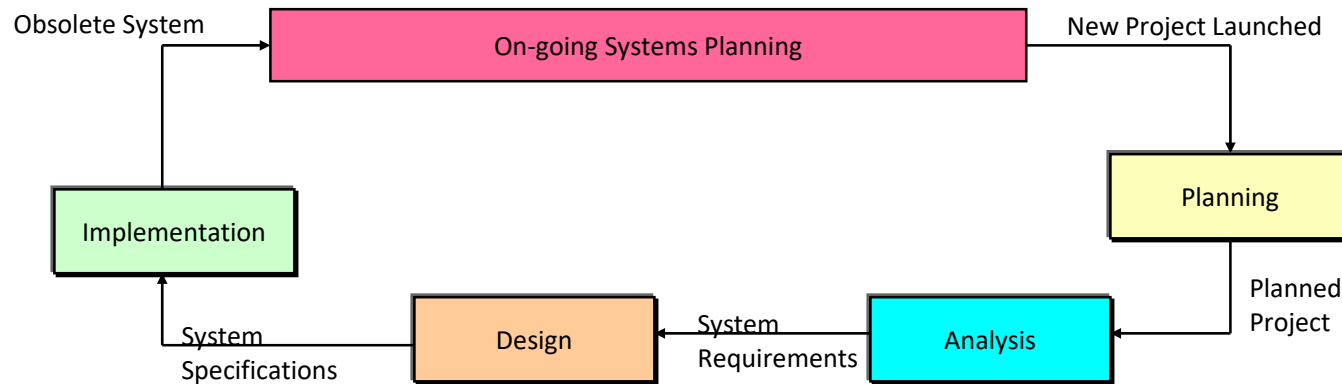 Obsolete System
On-going Systems Planning
New Project Launched
Planning
Planned
Project
Analysis
System
Requirements
Design
System
Specifications
Implementation